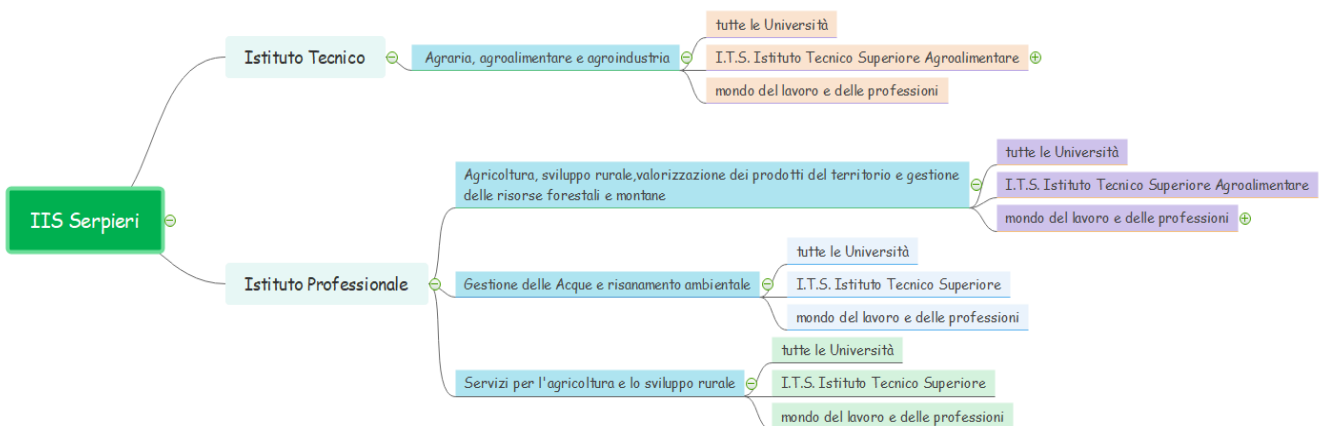 IIS Serpieri
Istituto Tecnico
Agraria, agroalimentare e agroindustria
tutte le Università
I.T.S. Istituto Tecnico Superiore Agroalimentare
mondo del lavoro e delle professioni
Istituto Professionale
Agricoltura, sviluppo rurale,valorizzazione dei prodotti del territorio e gestione
delle risorse forestali e montane
tutte le Università
I.T.S. Istituto Tecnico Superiore Agroalimentare
mondo del lavoro e delle professioni
Gestione delle Acque e risanamento ambientale
tutte le Università
I.T.S. Istituto Tecnico Superiore
mondo del lavoro e delle professioni
Servizi per l'agricoltura e lo sviluppo rurale
tutte le Università
I.T.S. Istituto Tecnico Superiore
mondo del lavoro e delle professioni